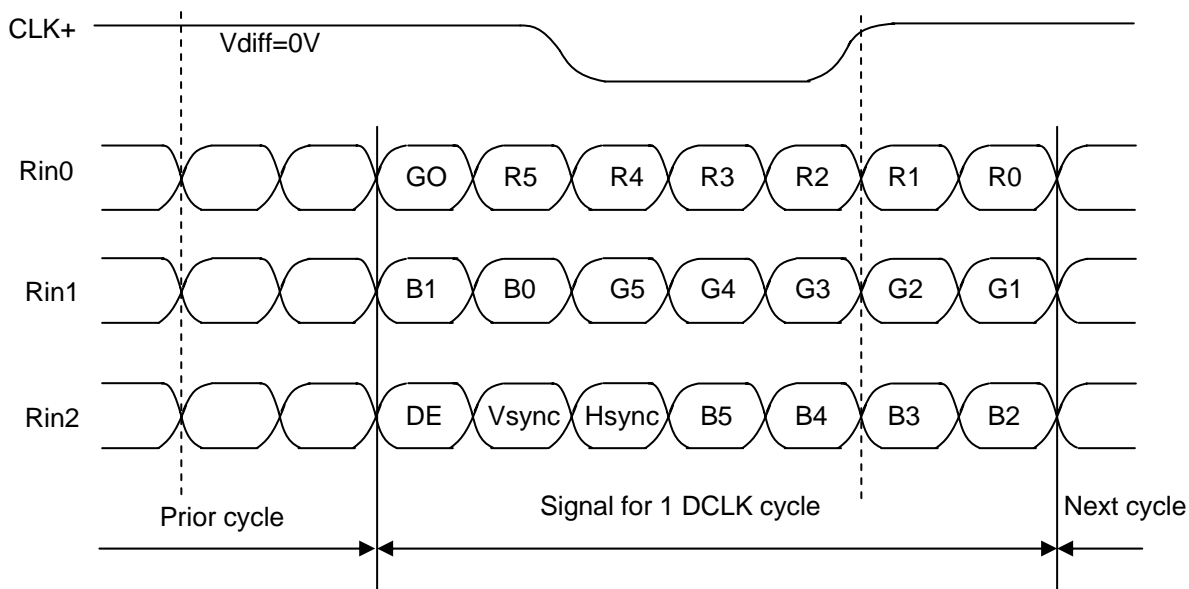 CLK+
Vdiff=0V
Rin0 GO R5 R4 R3 R2 R1 R0
Rin1 B1 B0 G5 G4 G3 G2 G1
Rin2 DE Vsync Hsync B5 B4 B3 B2
Prior cycle Signal for 1 DCLK cycle Next cycle